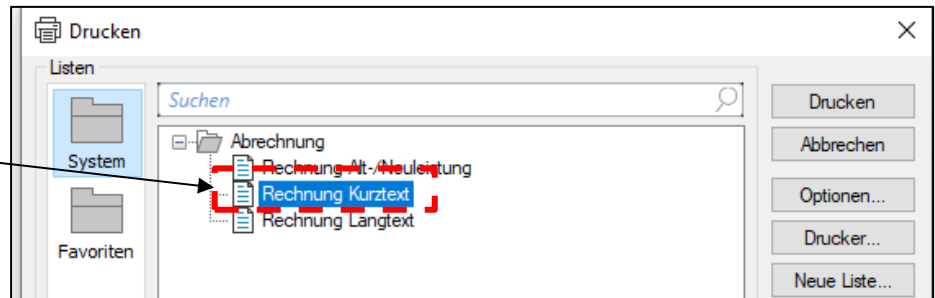 Drucken
Listen
Suchen
Drucken
Abrechnung
Abbrechen
System
Rechnung Alt-/Neuleistung
Rechnung Kurztext
Optionen...
Rechnung Langtext
Drucker...
Favoriten
Neue Liste...